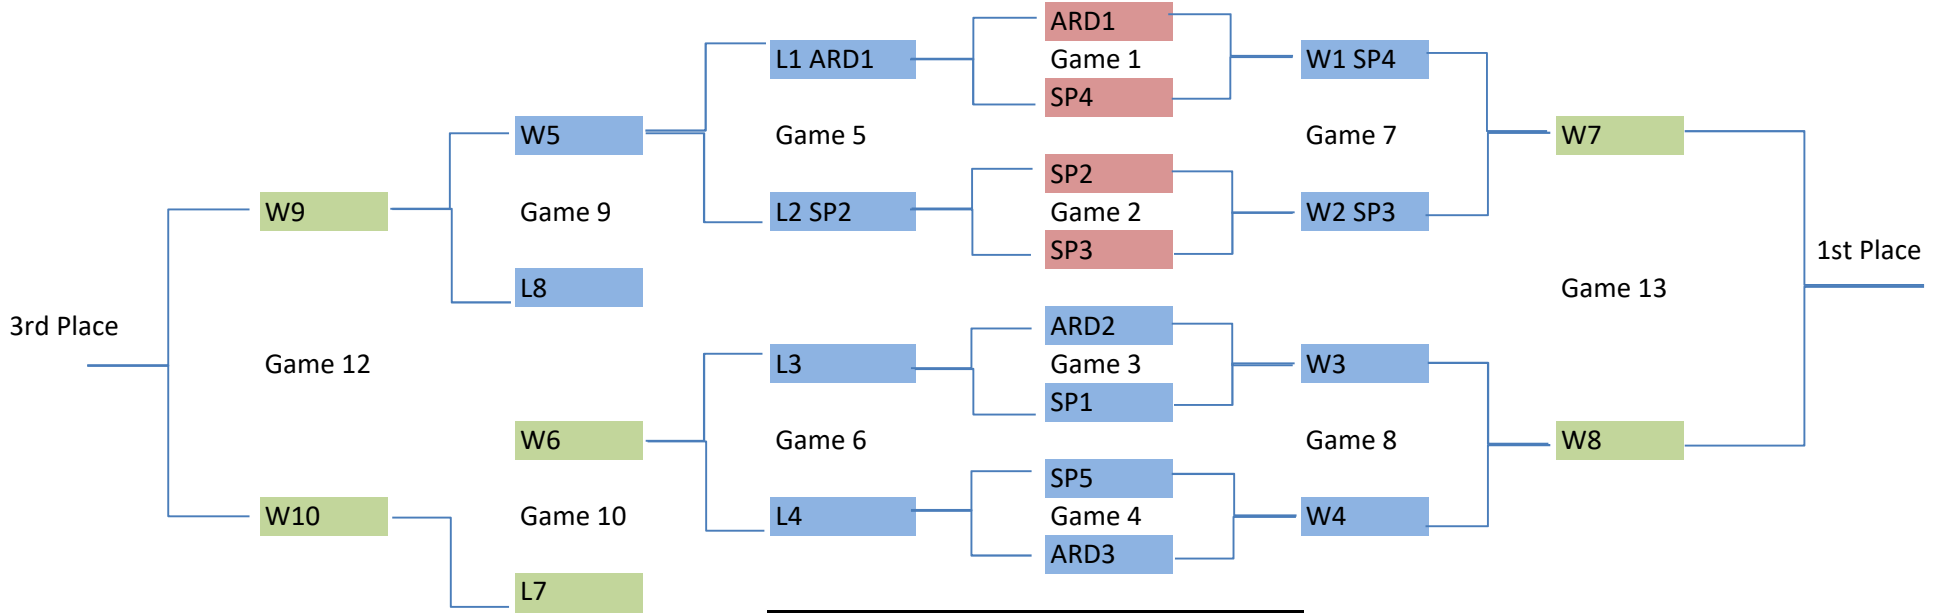 ARD1
L1 ARD1
Game 1
W1 SP4
SP4
W5
Game 5
Game 7
W7
SP2
W9
Game 9
L2 SP2
Game 2
W2 SP3
SP3
1st Place
L8
Game 13
3rd Place
ARD2
Game 12
L3
Game 3
W3
SP1
W6
Game 6
Game 8
W8
SP5
W10
Game 10
L4
Game 4
W4
ARD3
L7